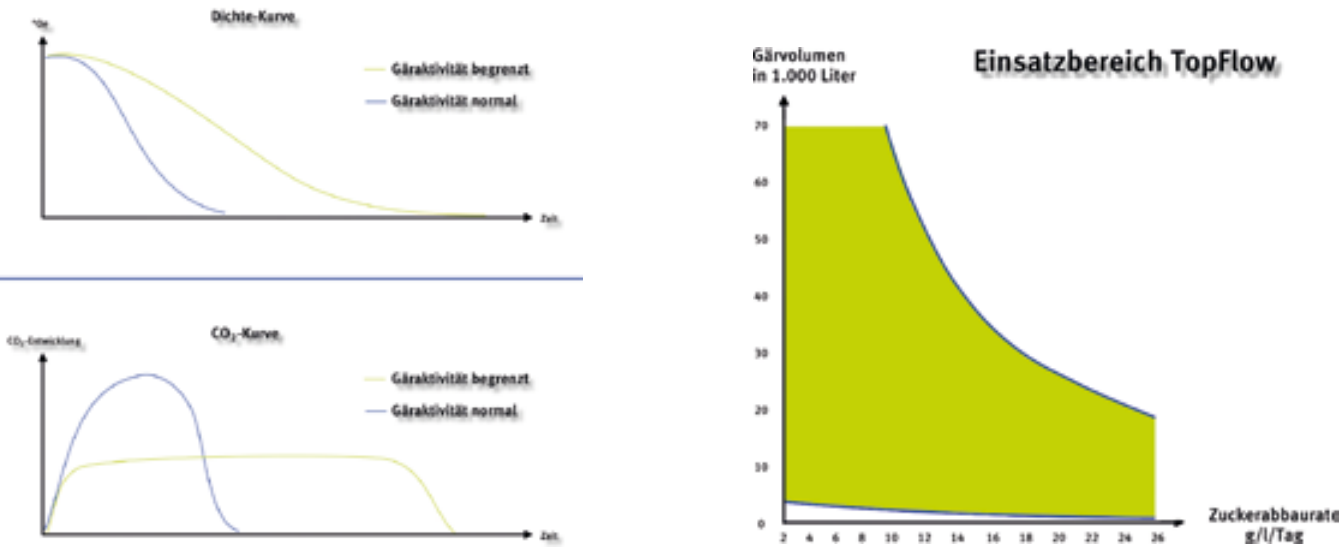 Dichte-Kurve
°Oe
Gäraktivität begrenzt
Gäraktivität normal
Zeit
CO₂-Kurve
CO₂-Entwicklung
Gäraktivität begrenzt
Gäraktivität normal
Zeit
Einsatzbereich TopFlow
Gärvolumen
in 1.000 Liter
70
60
50
40
30
20
10
0
2 4 6 8 10 12 14 16 18 20 22 24 26
Zuckerabbaurate
g/l/Tag